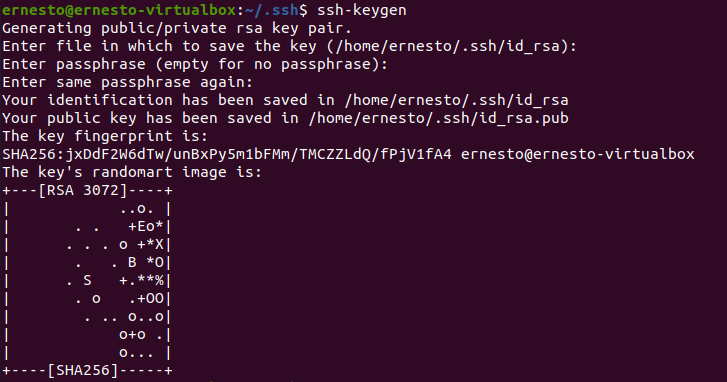 ernesto@ernesto-virtualbox:~/.ssh$ ssh-keygen
Generating public/private rsa key pair.
Enter file in which to save the key (/home/ernesto/.ssh/id_rsa):
Enter passphrase (empty for no passphrase):
Enter same passphrase again:
Your identification has been saved in /home/ernesto/.ssh/id_rsa
Your public key has been saved in /home/ernesto/.ssh/id_rsa.pub
The key fingerprint is:
SHA256:jxDdF2W6dTw/unBxPy5m1bFMm/TMCZZLdQ/fPjV1fA4 ernesto@ernesto-virtualbox
The key's randomart image is:
+---[RSA 3072]----+
|             ..o. |
|        . .   +Eo*|
|       . . . o +*X|
|        .   . B *O|
|       . S   +.**%|
|        . o   .+OO|
|         . .. o..o|
|             o+o .|
|             o... |
+----[SHA256]-----+